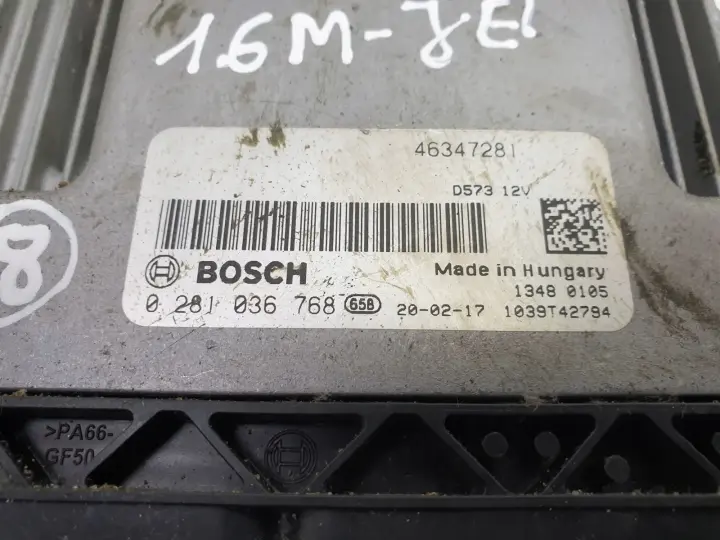 1.6M-JEt
46347281
D573 12V
BOSCH
Made in Hungary
1348 0105
0 281 036 768 65B 20-02-17 1039T42794
8
>PA66-
GF50